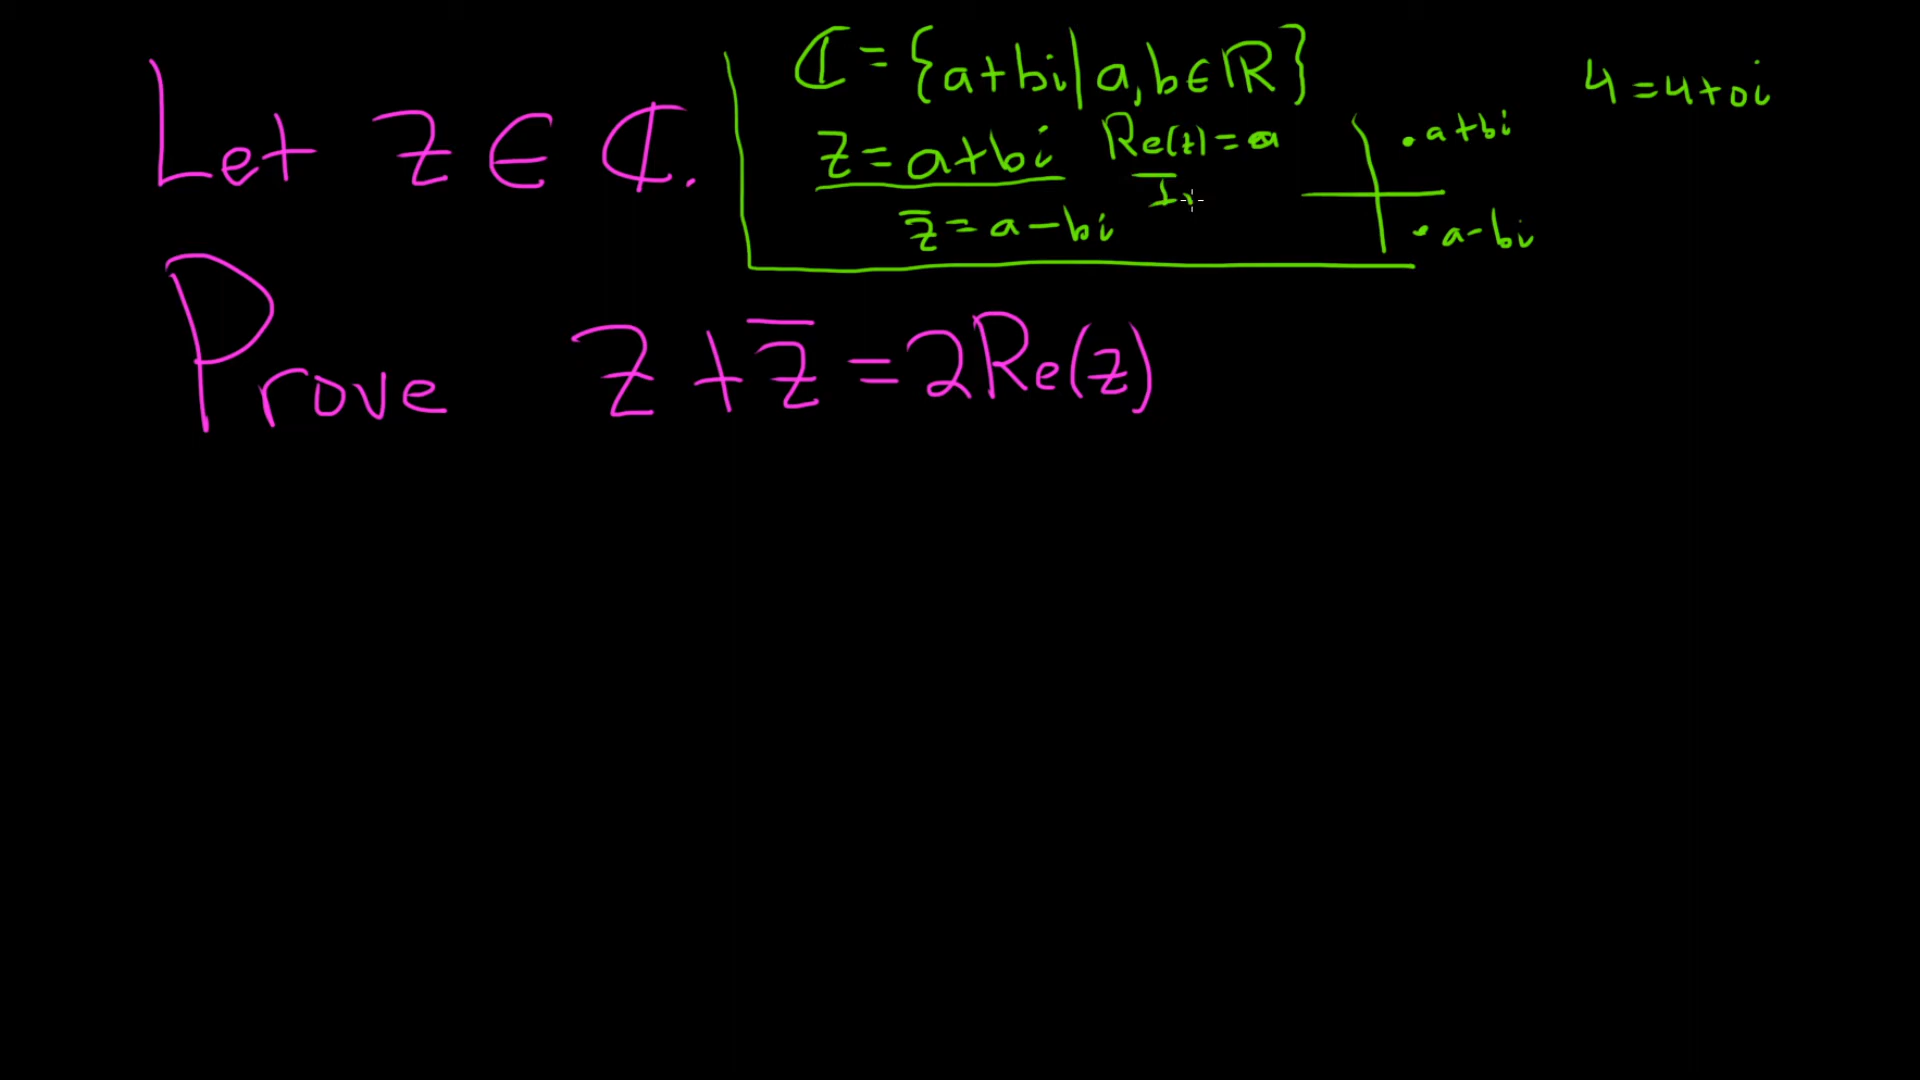 Let z ∈ ℂ.
ℂ = {a+bi | a, b ∈ ℝ}
z = a+bi
Re(z) = a
z̅ = a - bi
• a+bi
• a-bi
4 = 4+0i
Prove z + z̅ = 2Re(z)